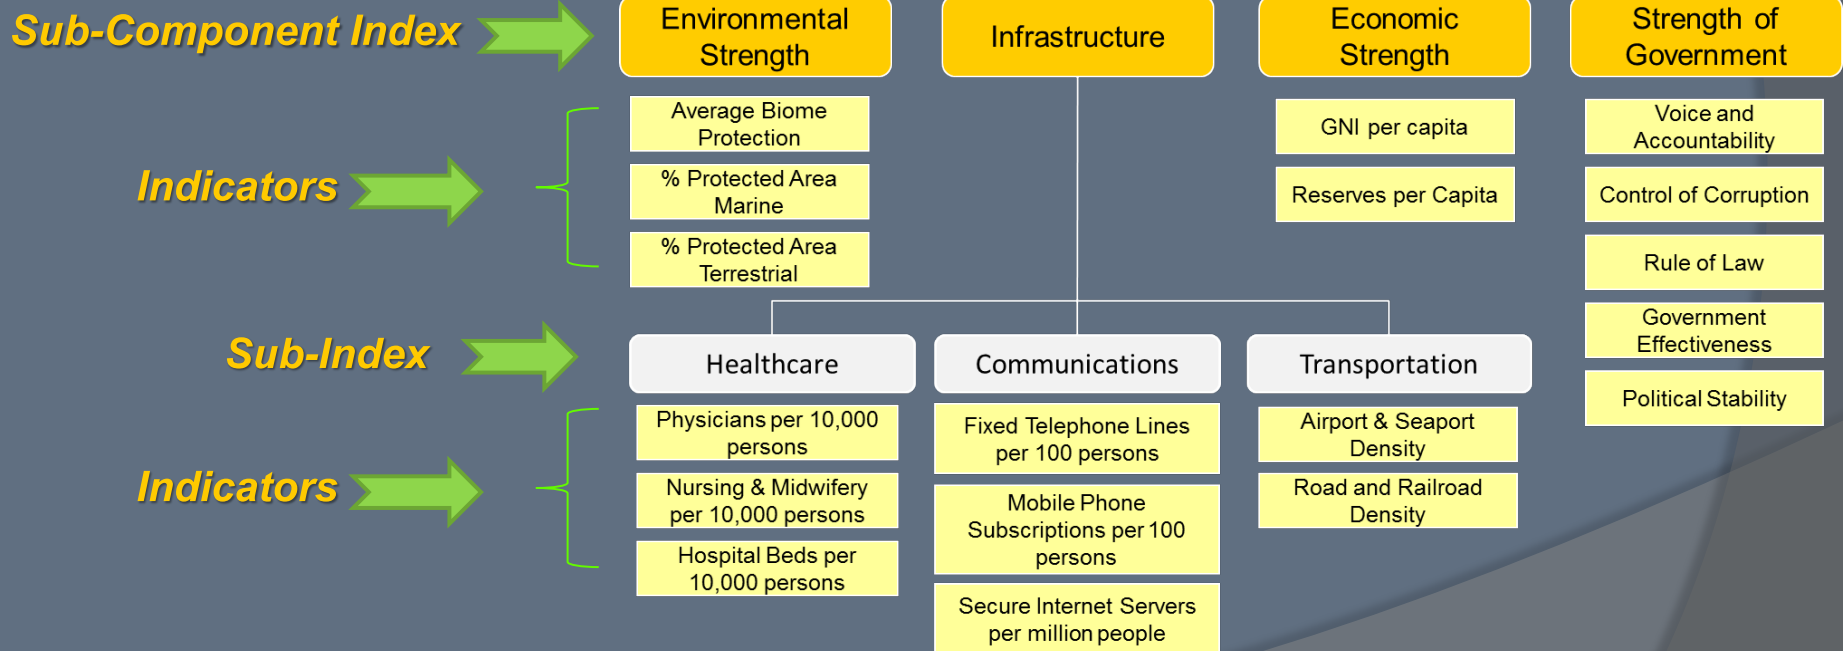 Sub-Component Index
Environmental
Strength
Infrastructure
Economic
Strength
Strength of
Government
Indicators
Average Biome
Protection
% Protected Area
Marine
% Protected Area
Terrestrial
GNI per capita
Reserves per Capita
Voice and
Accountability
Control of Corruption
Rule of Law
Government
Effectiveness
Political Stability
Sub-Index
Healthcare
Communications
Transportation
Indicators
Physicians per 10,000
persons
Nursing & Midwifery
per 10,000 persons
Hospital Beds per
10,000 persons
Fixed Telephone Lines
per 100 persons
Mobile Phone
Subscriptions per 100
persons
Secure Internet Servers
per million people
Airport & Seaport
Density
Road and Railroad
Density